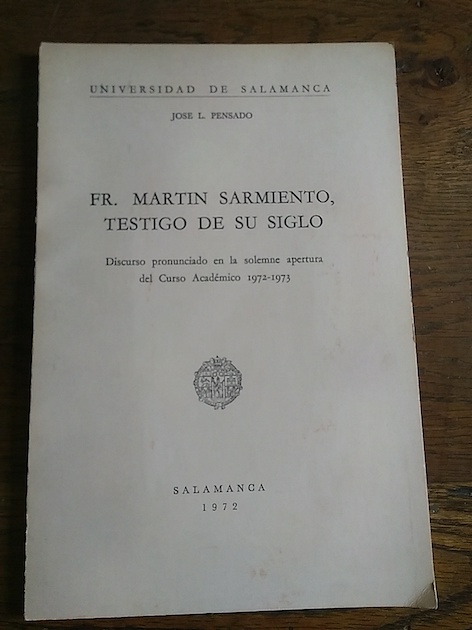 UNIVERSIDAD DE SALAMANCA
JOSE L. PENSADO
FR. MARTIN SARMIENTO,
TESTIGO DE SU SIGLO
Discurso pronunciado en la solemne apertura
del Curso Académico 1972-1973
SALAMANCA
1972